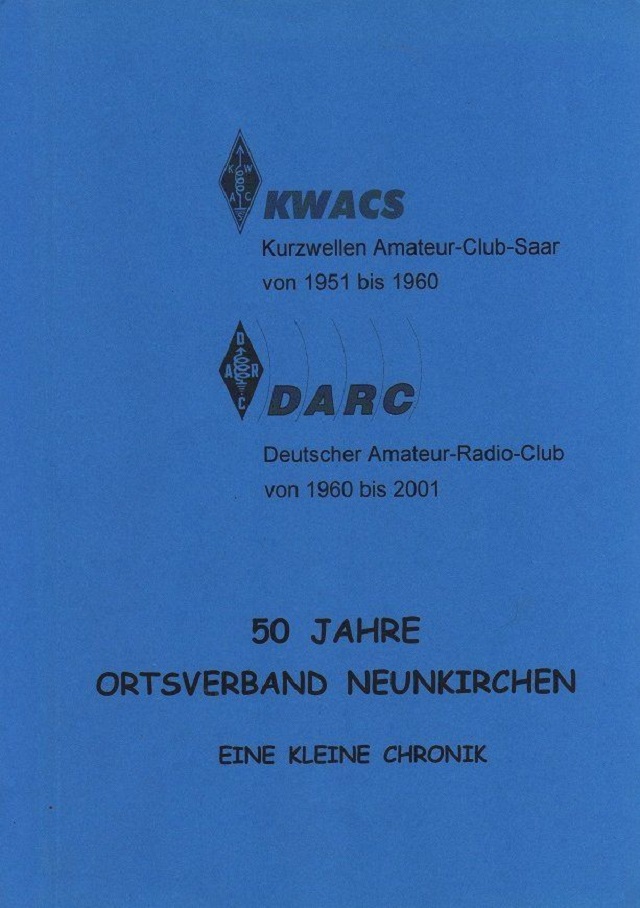 K W
A C
S
KWACS
Kurzwellen Amateur-Club-Saar
von 1951 bis 1960
D
A R
C
DARC
Deutscher Amateur-Radio-Club
von 1960 bis 2001
50 JAHRE
ORTSVERBAND NEUNKIRCHEN
EINE KLEINE CHRONIK